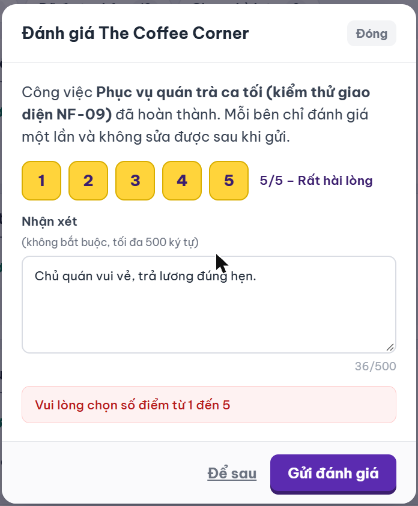 Đánh giá The Coffee Corner
Đóng
Công việc Phục vụ quán trà ca tối (kiểm thử giao
diện NF-09) đã hoàn thành. Mỗi bên chỉ đánh giá
một lần và không sửa được sau khi gửi.
1 2 3 4 5 5/5 – Rất hài lòng
Nhận xét
(không bắt buộc, tối đa 500 ký tự)
Chủ quán vui vẻ, trả lương đúng hẹn.
36/500
Vui lòng chọn số điểm từ 1 đến 5
Để sau
Gửi đánh giá